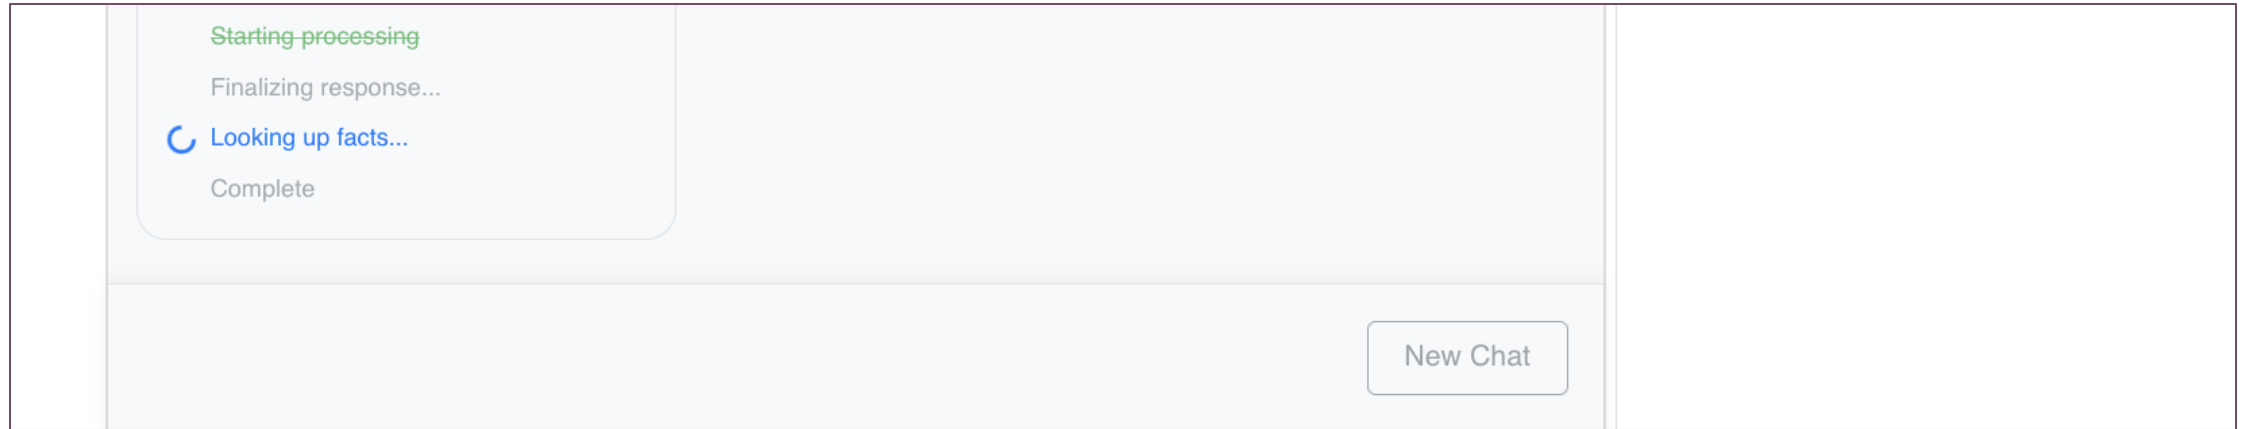 Starting processing
Finalizing response...
Looking up facts...
Complete
New Chat